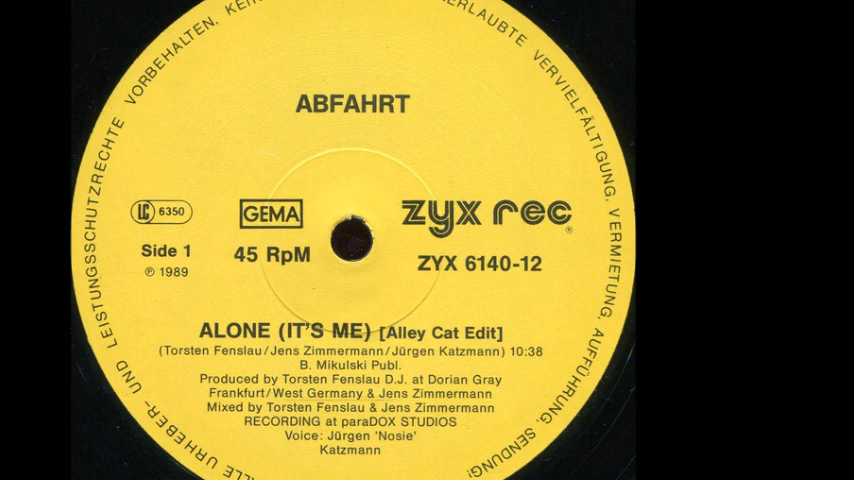 ALLE URHEBER- UND LEISTUNGSSCHUTZRECHTE VORBEHALTEN, KEINE
ERLAUBTE VERVIELFÄLTIGUNG, VERMIETUNG, AUFFÜHRUNG, SENDUNG!
ABFAHRT
LC 6350
GEMA
zyx rec ®
Side 1
45 RpM
ZYX 6140-12
℗ 1989
ALONE (IT'S ME) [Alley Cat Edit]
(Torsten Fenslau/Jens Zimmermann/Jürgen Katzmann) 10:38
B. Mikulski Publ.
Produced by Torsten Fenslau D.J. at Dorian Gray
Frankfurt/West Germany & Jens Zimmermann
Mixed by Torsten Fenslau & Jens Zimmermann
RECORDING at paraDOX STUDIOS
Voice: Jürgen 'Nosie'
Katzmann